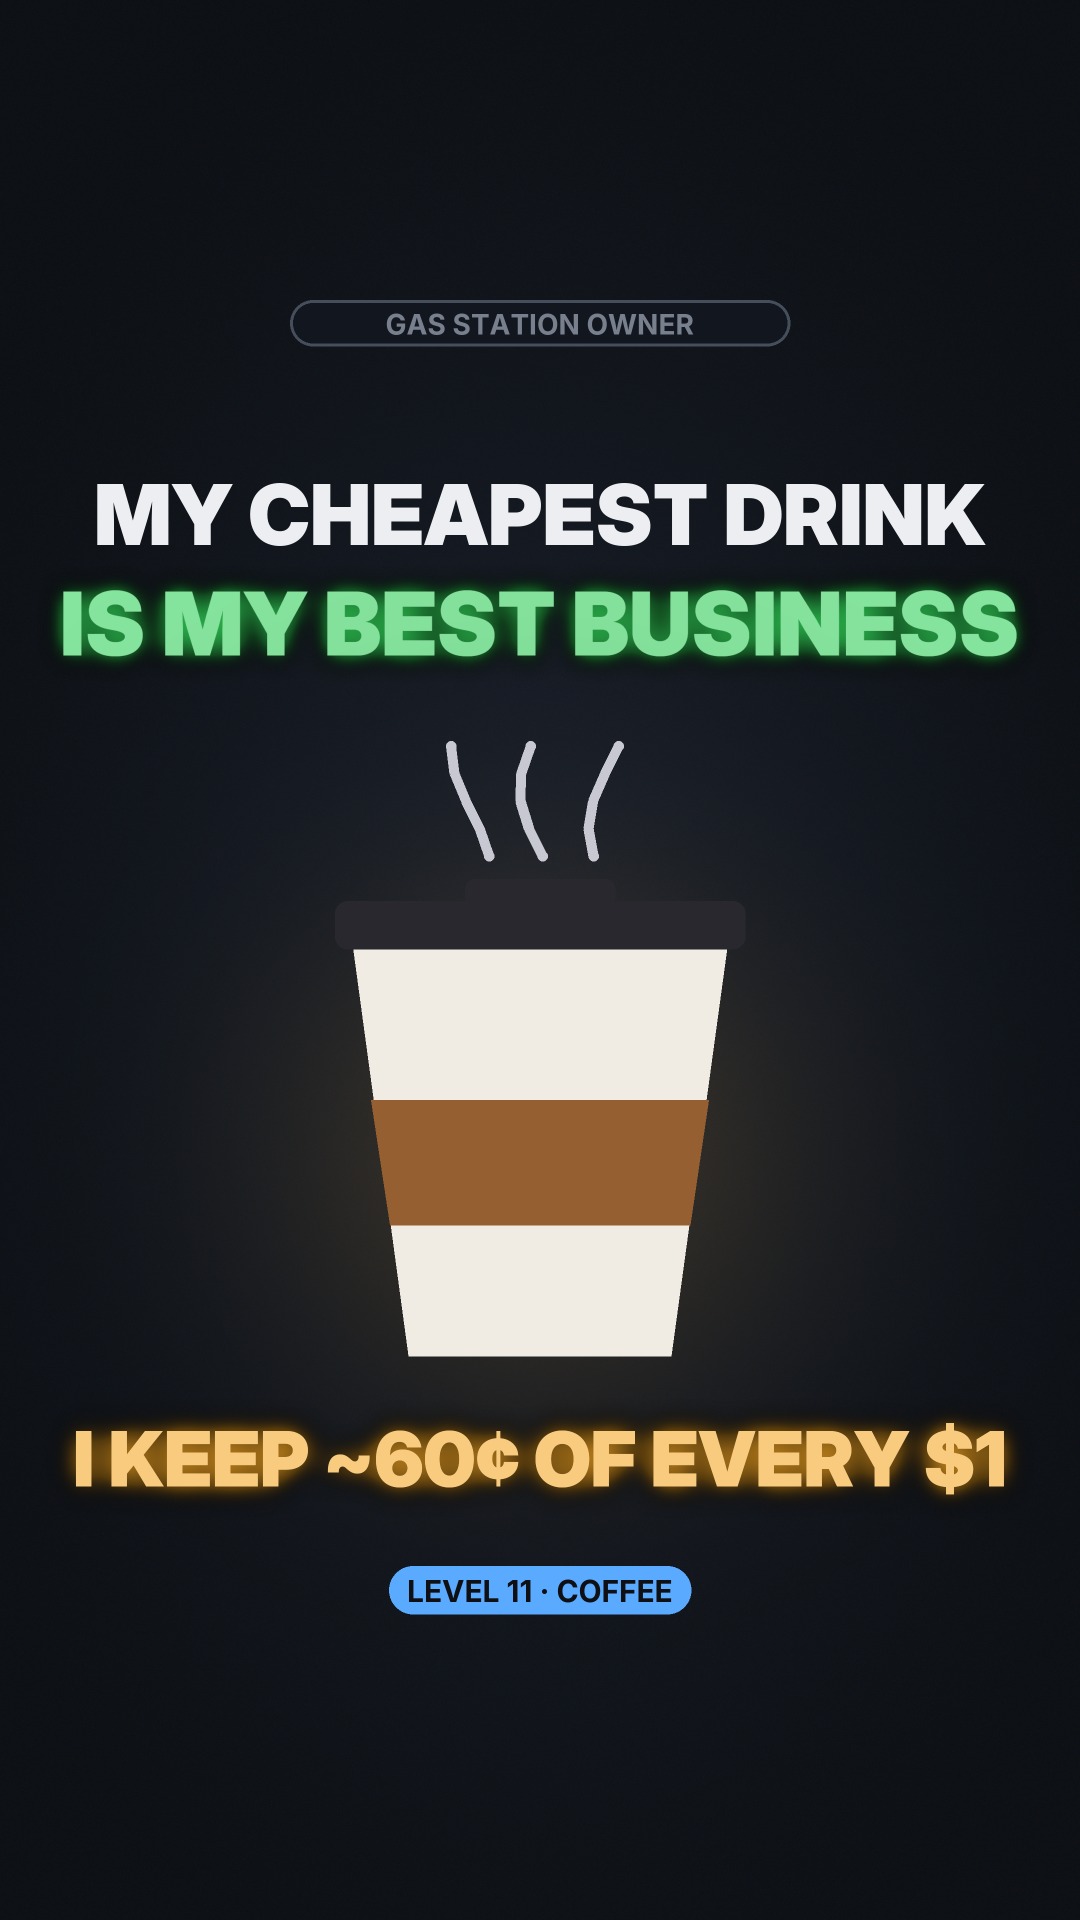 GAS STATION OWNER
MY CHEAPEST DRINK
IS MY BEST BUSINESS
I KEEP ~60¢ OF EVERY $1
LEVEL 11 · COFFEE